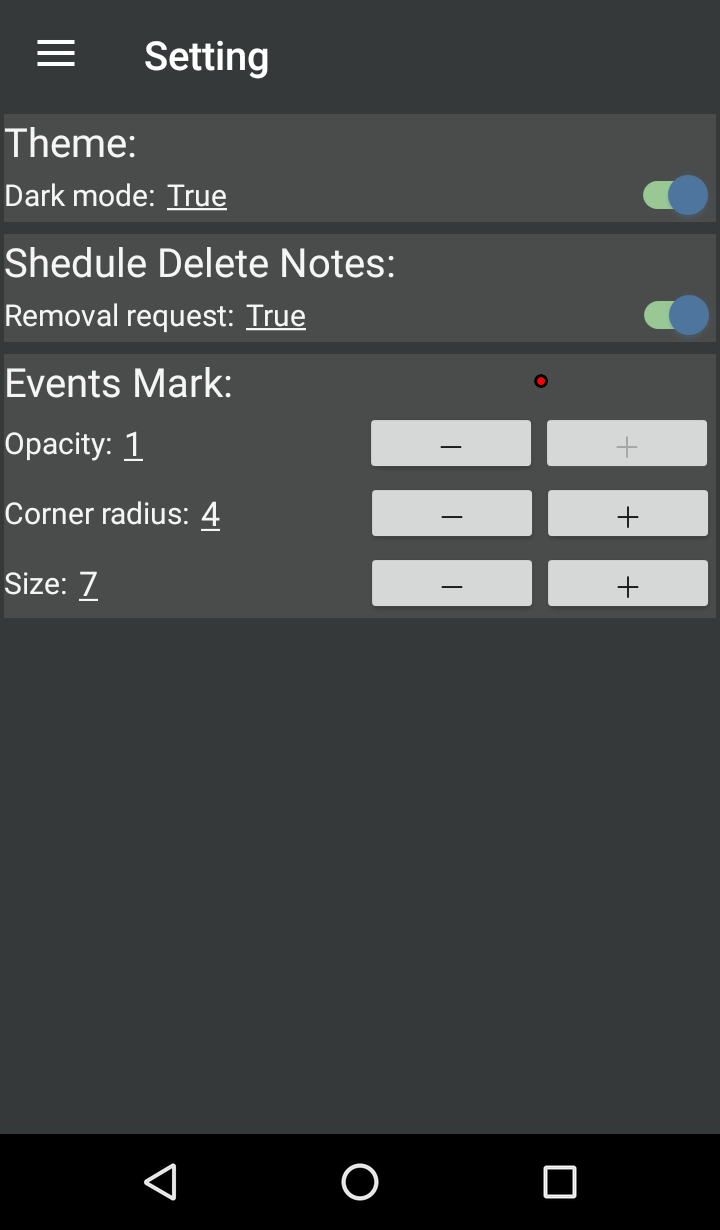 Setting
Theme:
Dark mode: True
Shedule Delete Notes:
Removal request: True
Events Mark:
Opacity: 1 — +
Corner radius: 4 — +
Size: 7 — +